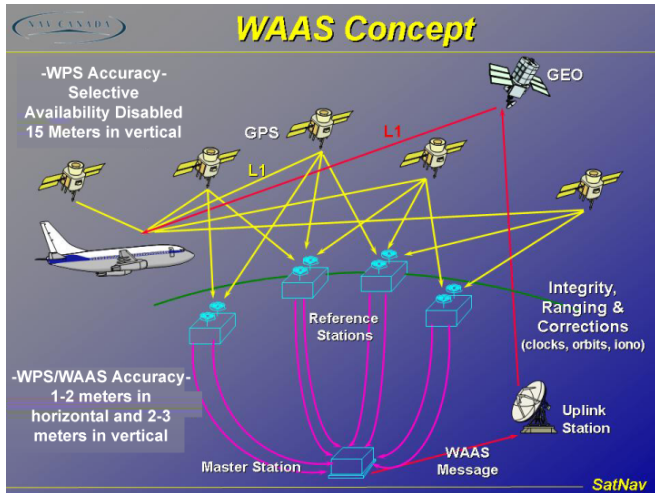 NAV CANADA
WAAS Concept
-WPS Accuracy-
Selective
Availability Disabled
15 Meters in vertical
GEO
GPS
L1
L1
Reference
Stations
Integrity,
Ranging &
Corrections
(clocks, orbits, iono)
-WPS/WAAS Accuracy-
1-2 meters in
horizontal and 2-3
meters in vertical
Uplink
Station
Master Station
WAAS
Message
SatNav